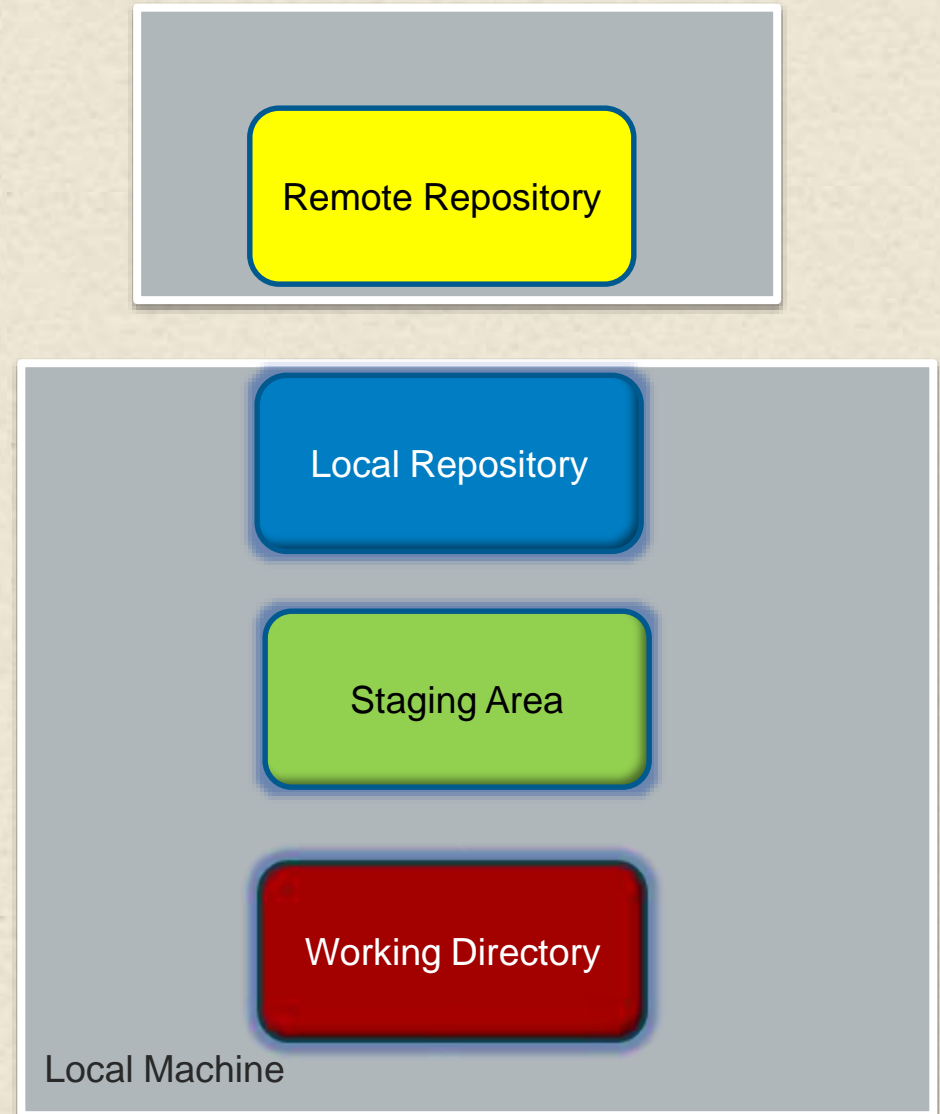 Remote Repository
Local Repository
Staging Area
Working Directory
Local Machine